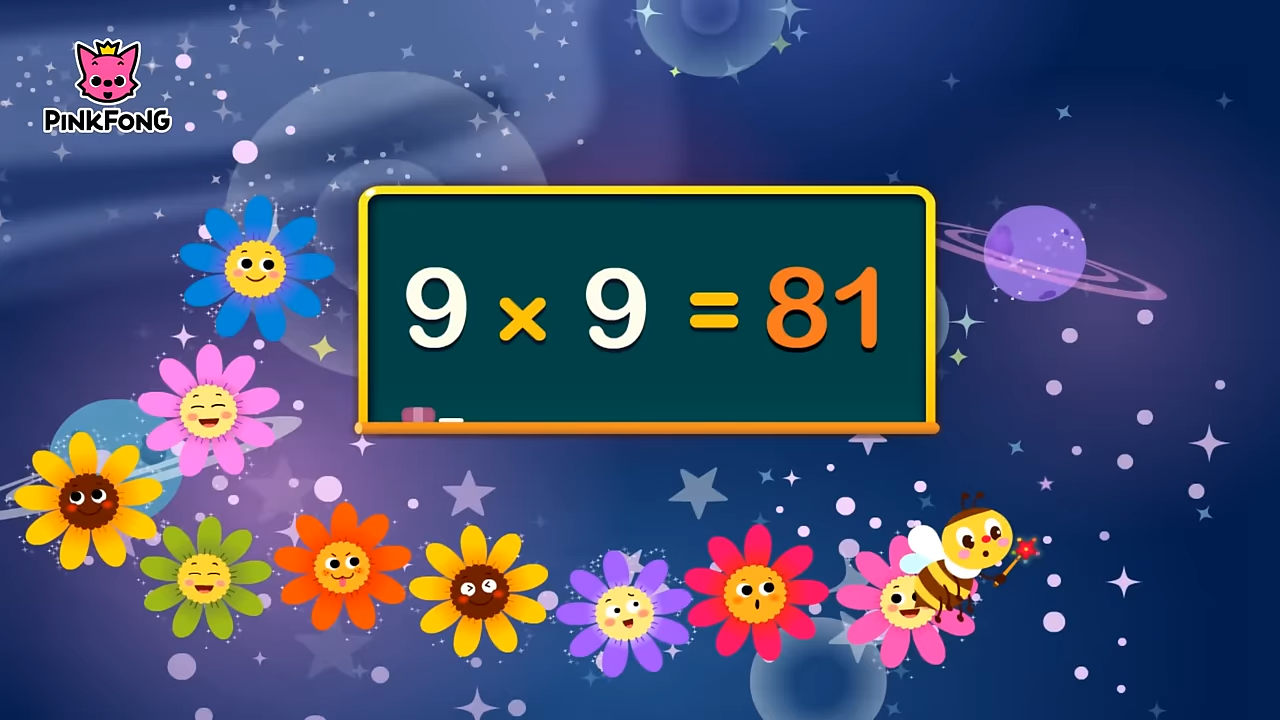 PINKFONG
9 × 9 = 81